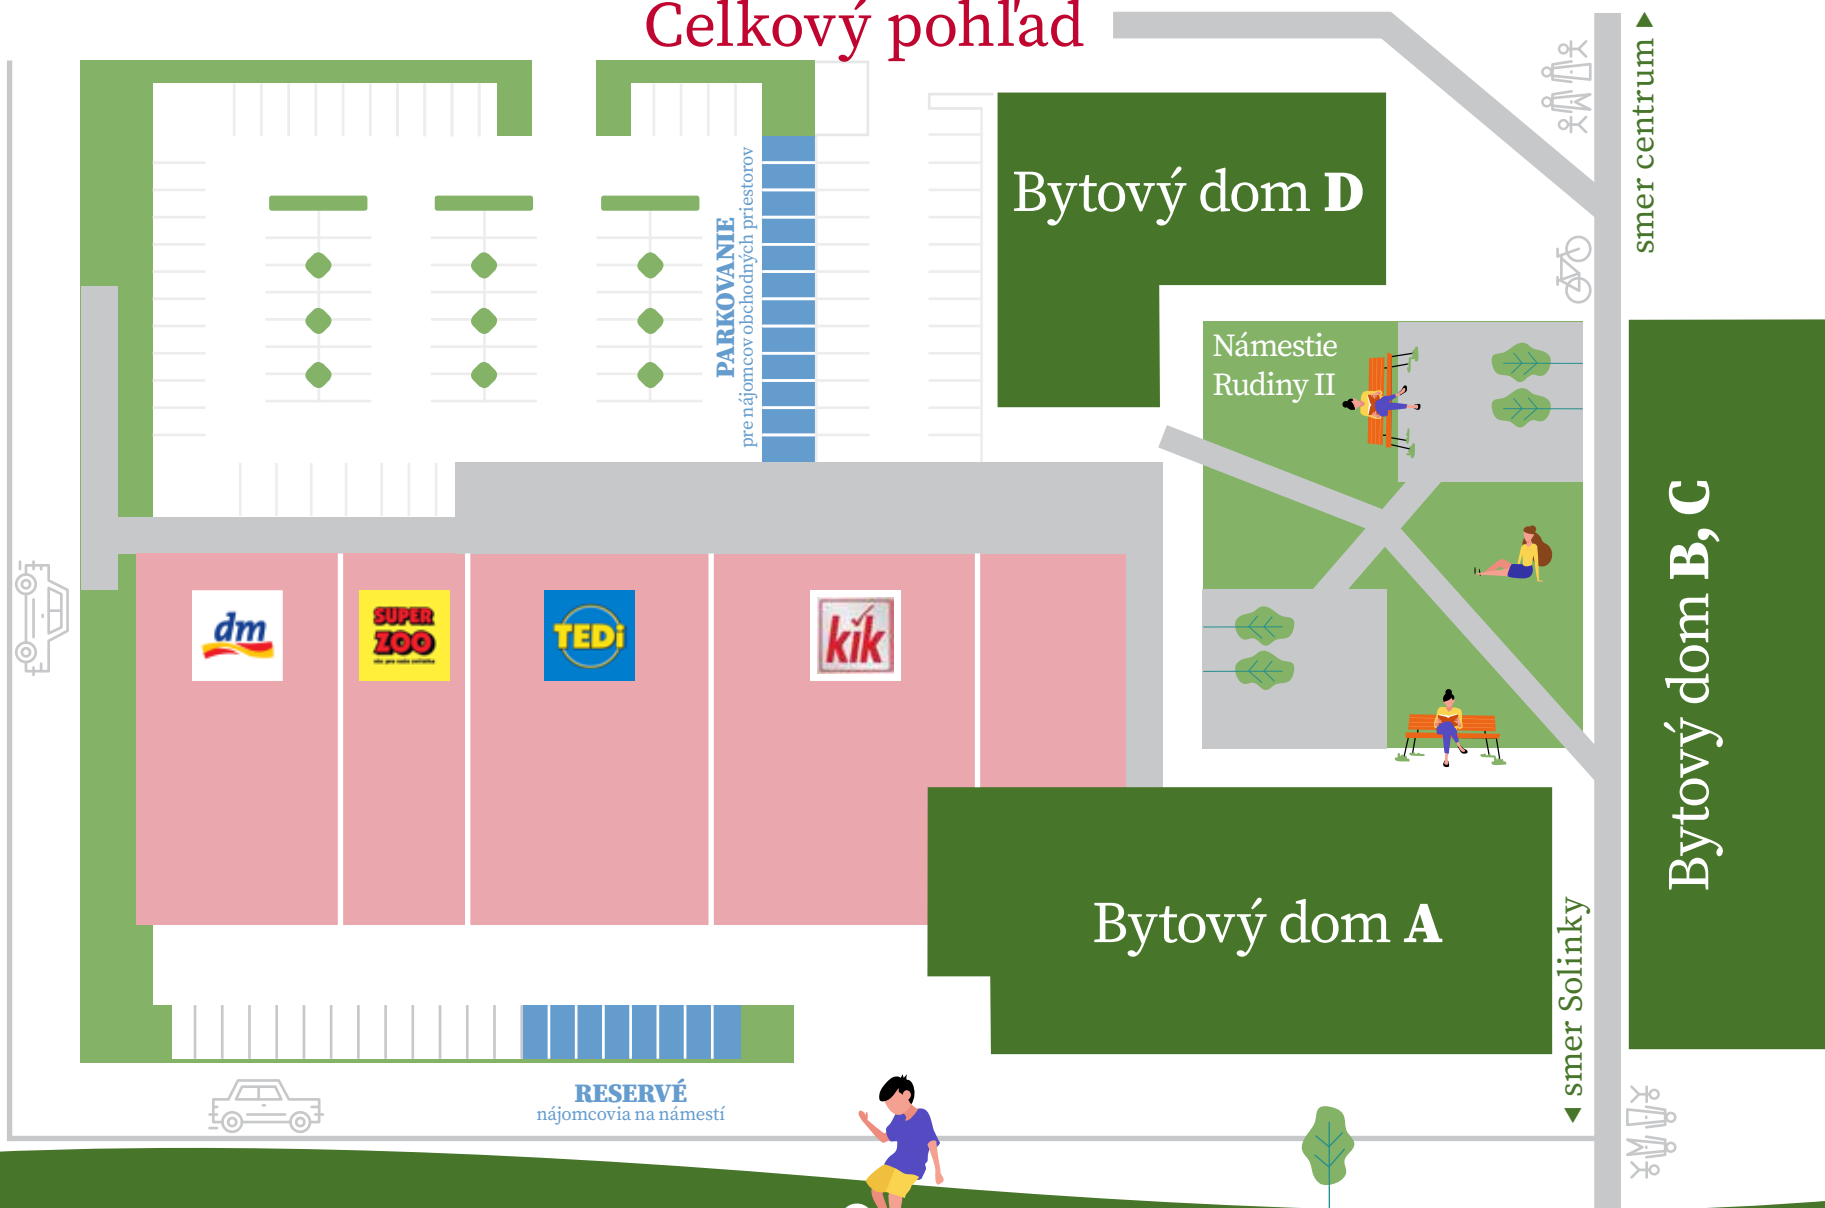 Celkový pohľad
smer centrum
Bytový dom D
PARKOVANIE
pre nájomcov obchodných priestorov
Námestie
Rudiny II
Bytový dom B, C
dm
SUPER
ZOO
TEDi
kik
Bytový dom A
smer Solinky
RESERVÉ
nájomcovia na námestí